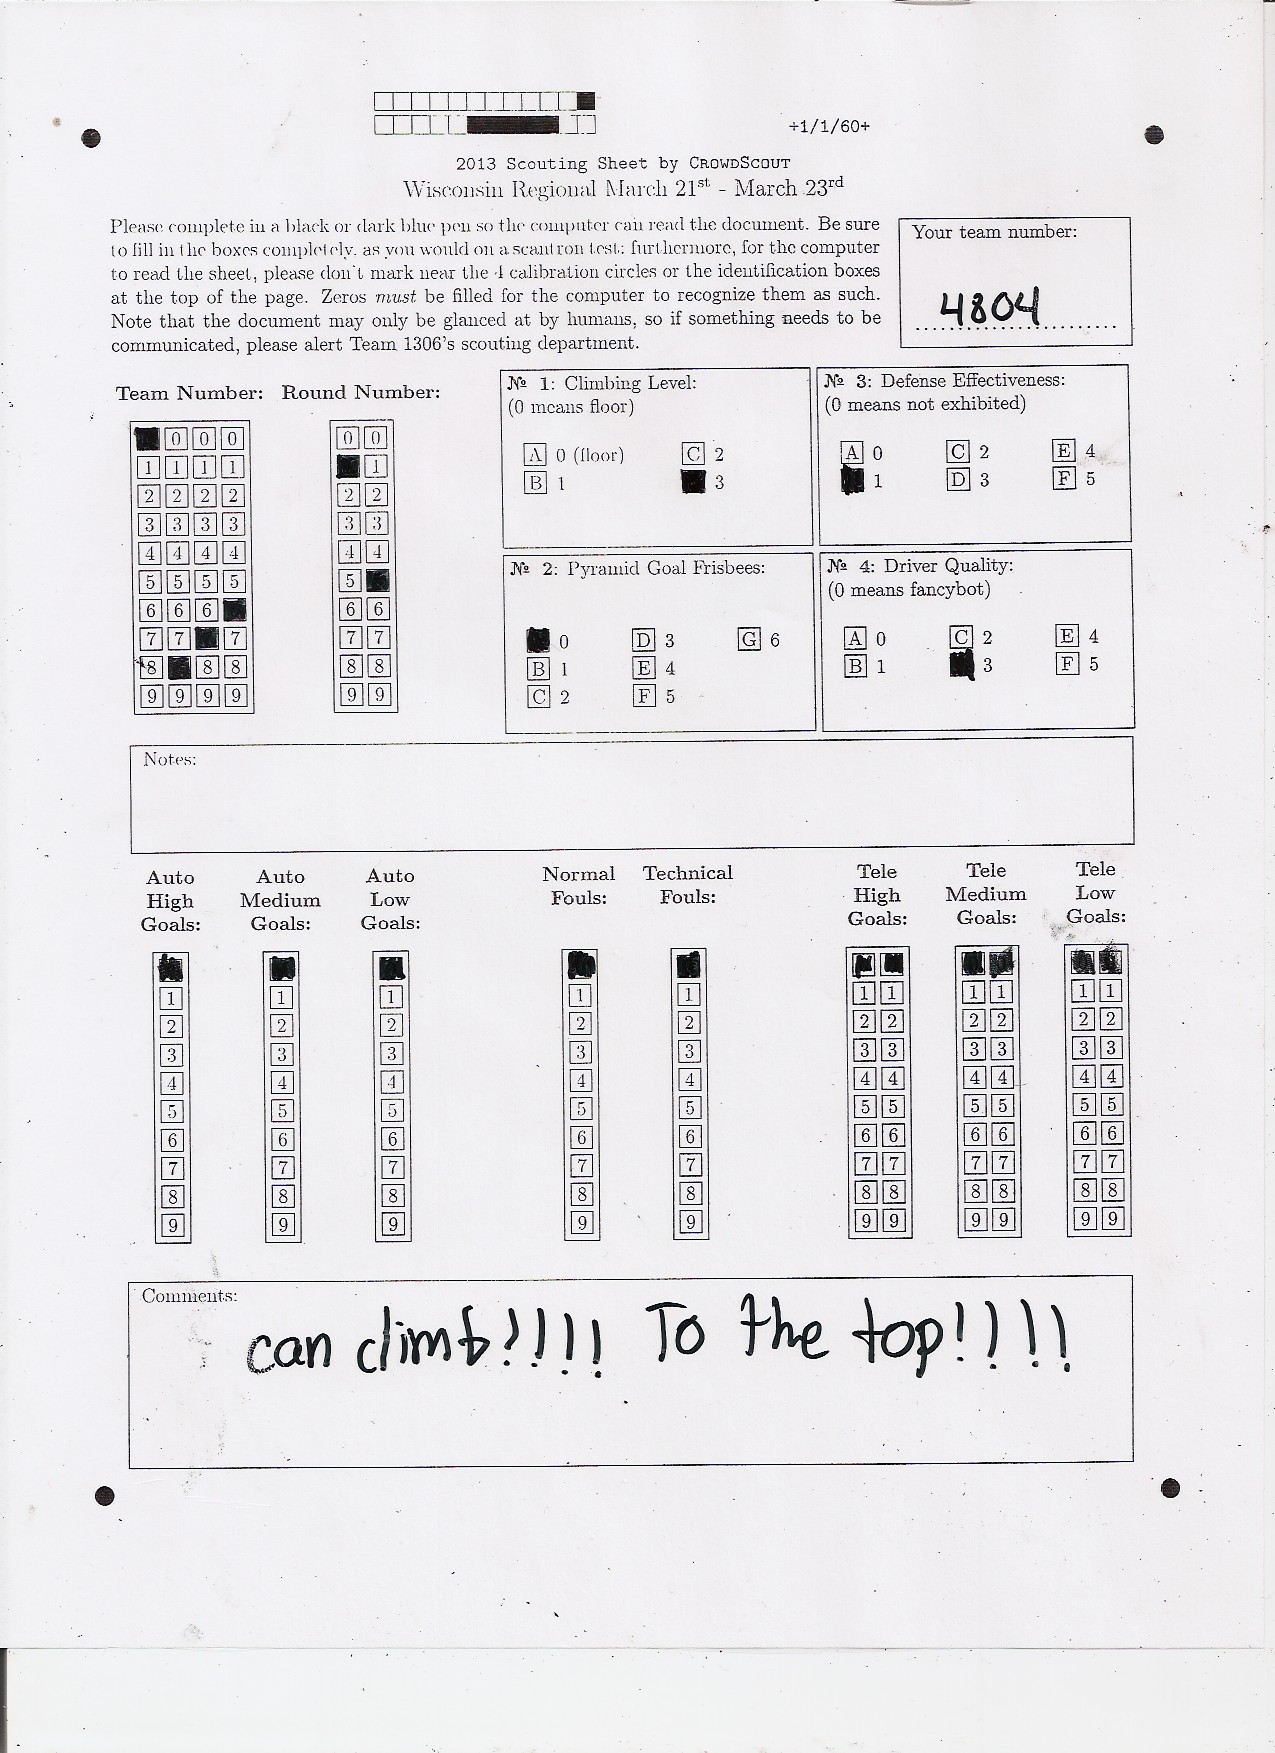 +1/1/60+
2013 Scouting Sheet by CrowdScout
Wisconsin Regional March 21st - March 23rd
Please complete in a black or dark blue pen so the computer can read the document. Be sure
to fill in the boxes completely, as you would on a scantron test; furthermore, for the computer
to read the sheet, please don't mark near the 4 calibration circles or the identification boxes
at the top of the page. Zeros must be filled for the computer to recognize them as such.
Note that the document may only be glanced at by humans, so if something needs to be
communicated, please alert Team 1306's scouting department.
Your team number:
4804
Team Number: Round Number:
0 0 0 0 0
1 1 1 1 1
2 2 2 2 2 2
3 3 3 3 3 3
4 4 4 4 4 4
5 5 5 5 5
6 6 6 6 6
7 7 7 7 7
8 8 8 8 8
9 9 9 9 9 9
№ 1: Climbing Level:
(0 means floor)
A 0 (floor) C 2
B 1 3
№ 3: Defense Effectiveness:
(0 means not exhibited)
A 0 C 2 E 4
1 D 3 F 5
№ 2: Pyramid Goal Frisbees:
0 D 3 G 6
B 1 E 4
C 2 F 5
№ 4: Driver Quality:
(0 means fancybot)
A 0 C 2 E 4
B 1 3 F 5
Notes:
Auto High Goals: Auto Medium Goals: Auto Low Goals: Normal Fouls: Technical Fouls: Tele High Goals: Tele Medium Goals: Tele Low Goals:
1 1 1 1 1 1 1 1 1 1 1
2 2 2 2 2 2 2 2 2 2 2
3 3 3 3 3 3 3 3 3 3 3
4 4 4 4 4 4 4 4 4 4 4
5 5 5 5 5 5 5 5 5 5 5
6 6 6 6 6 6 6 6 6 6 6
7 7 7 7 7 7 7 7 7 7 7
8 8 8 8 8 8 8 8 8 8 8
9 9 9 9 9 9 9 9 9 9 9
Comments:
can climb!!!!! To the top!!!!